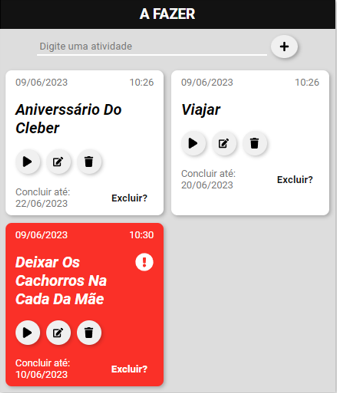 A FAZER
Digite uma atividade
09/06/2023 10:26
Aniverssário Do
Cleber
Concluir até:
22/06/2023
Excluir?
09/06/2023 10:26
Viajar
Concluir até:
20/06/2023
Excluir?
09/06/2023 10:30
Deixar Os
Cachorros Na
Cada Da Mãe
Concluir até:
10/06/2023
Excluir?